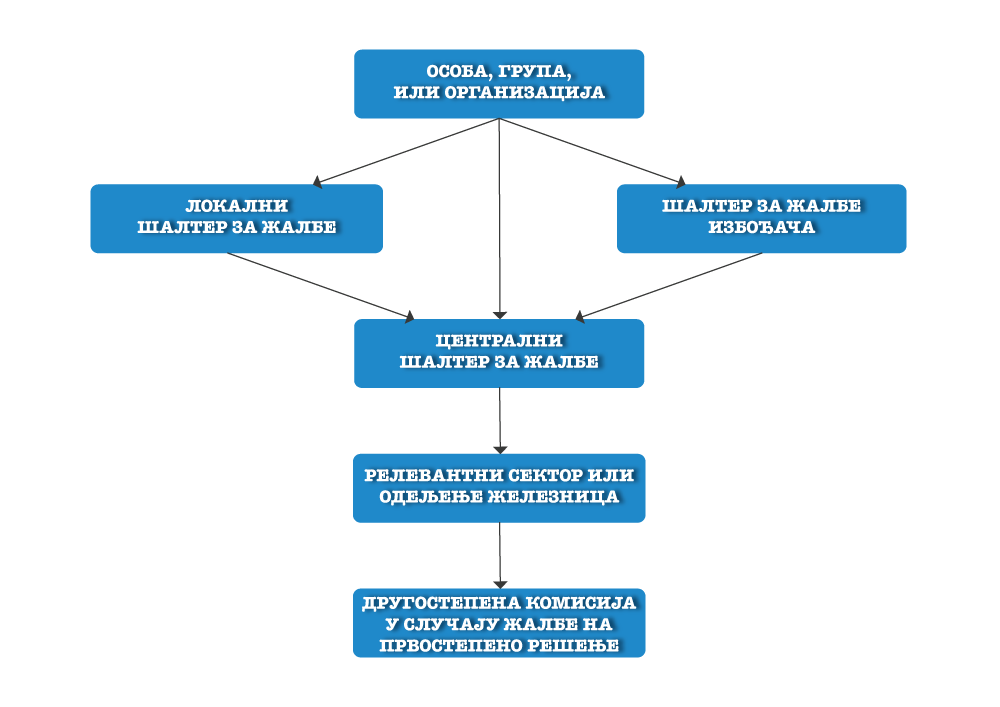 ОСОБА, ГРУПА,
ИЛИ ОРГАНИЗАЦИЈА
ЛОКАЛНИ
ШАЛТЕР ЗА ЖАЛБЕ
ШАЛТЕР ЗА ЖАЛБЕ
ИЗБОЂАЧА
ЦЕНТРАЛНИ
ШАЛТЕР ЗА ЖАЛБЕ
РЕЛЕВАНТНИ СЕКТОР ИЛИ
ОДЕЉЕЊЕ ЖЕЛЕЗНИЦА
ДРУГОСТЕПЕНА КОМИСИЈА
У СЛУЧАЈУ ЖАЛБЕ НА
ПРВОСТЕПЕНО РЕШЕЊЕ